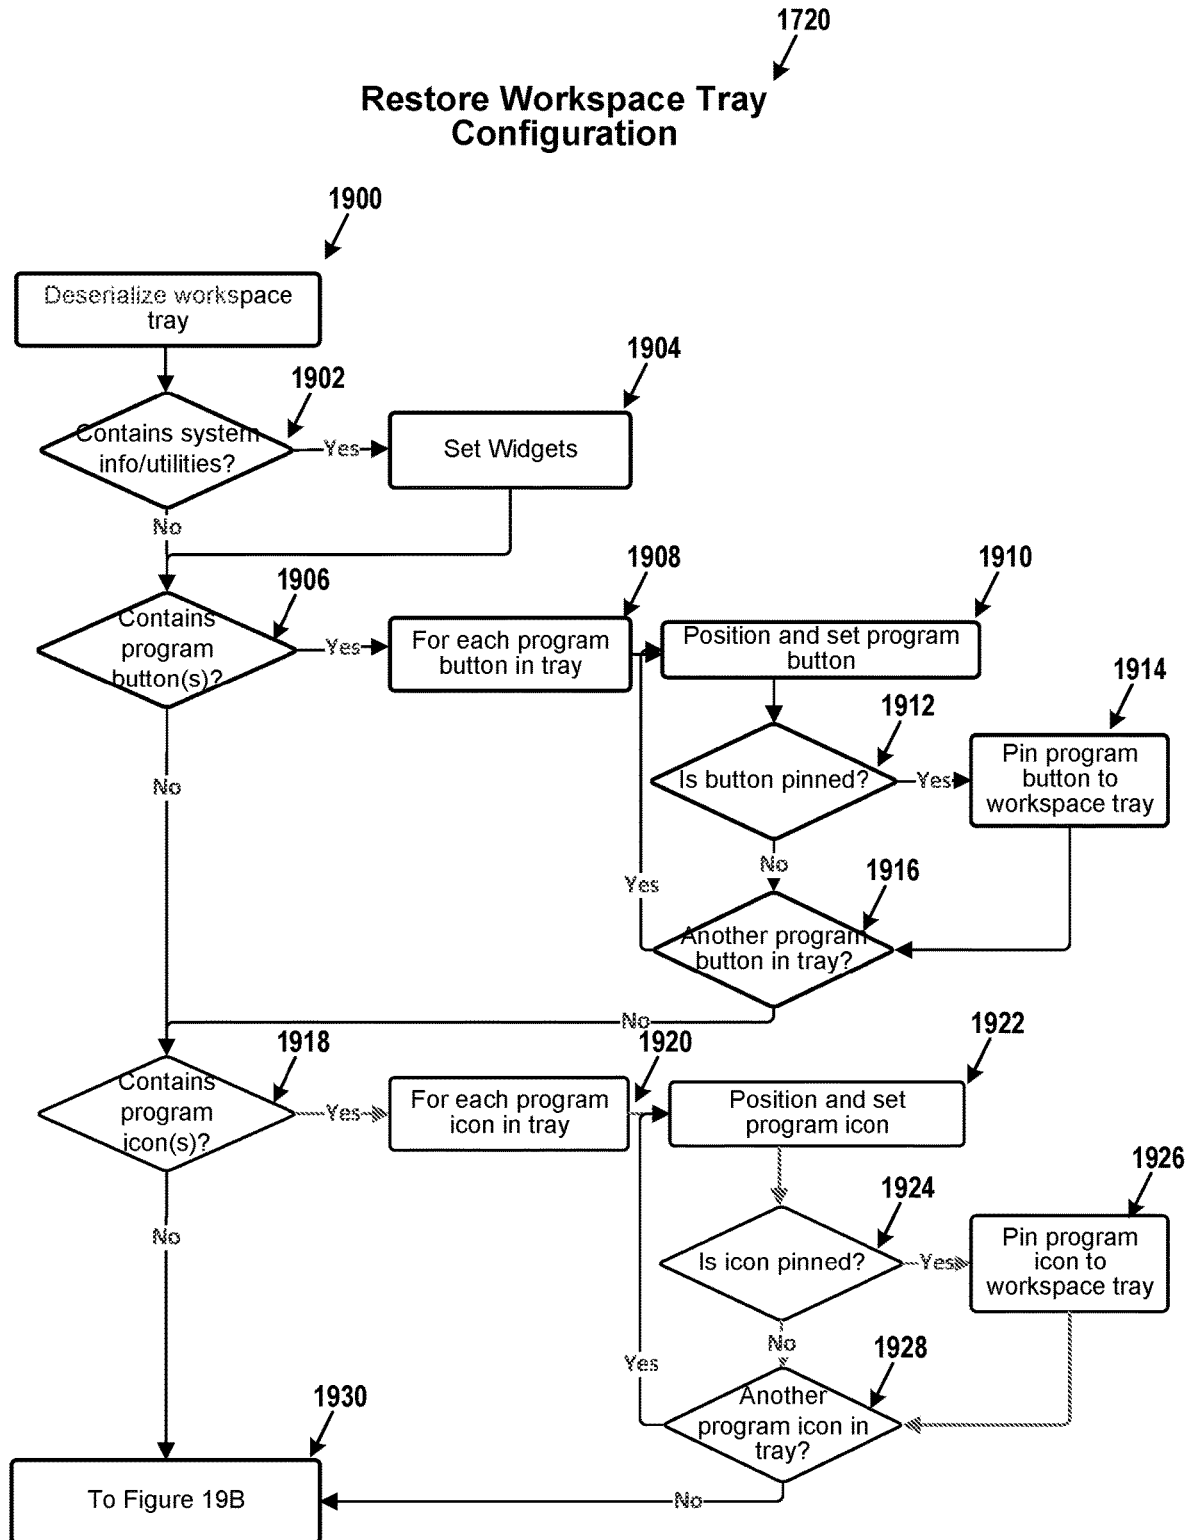 1720
Restore Workspace Tray
Configuration
1900
Deserialize workspace
tray
1902
1904
Contains system
info/utilities?
Yes
Set Widgets
No
1906
1908
1910
Contains
program
button(s)?
Yes
For each program
button in tray
Position and set program
button
1912
1914
Is button pinned?
Yes
Pin program
button to
workspace tray
No
No
Yes
1916
Another program
button in tray?
No
1918
1920
1922
Contains
program
icon(s)?
Yes
For each program
icon in tray
Position and set
program icon
1924
1926
Is icon pinned?
Yes
Pin program
icon to
workspace tray
No
No
Yes
1928
Another
program icon in
tray?
1930
To Figure 19B
No